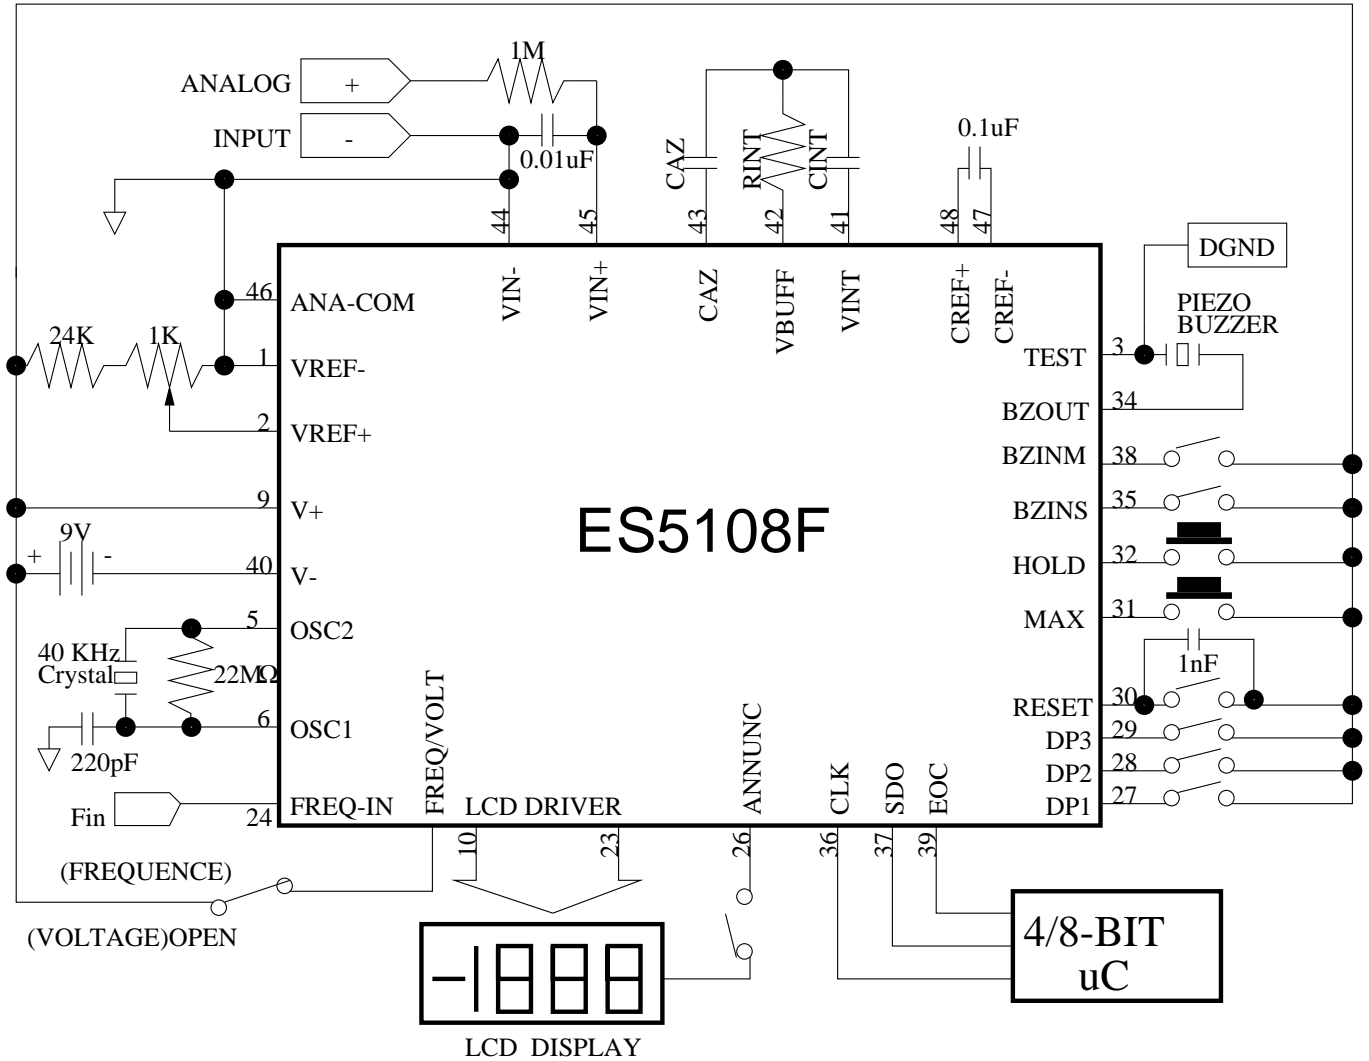 1M
ANALOG +
INPUT -
0.01uF
CAZ
RINT
CINT
0.1uF
44
45
43
42
41
48
47
DGND
VIN-
VIN+
CAZ
VBUFF
VINT
CREF+
CREF-
46 ANA-COM
PIEZO
BUZZER
24K
1K
1 VREF-
TEST 3
2 VREF+
BZOUT 34
BZINM 38
9 V+
BZINS 35
ES5108F
9V
+ -
40 V-
HOLD 32
5 OSC2
MAX 31
40 KHz
Crystal
22MΩ
1nF
6 OSC1
RESET 30
220pF
DP3 29
DP2 28
DP1 27
Fin
24 FREQ-IN
FREQ/VOLT
LCD DRIVER
ANNUNC
CLK
SDO
EOC
10
23
26
36
37
39
(FREQUENCE)
(VOLTAGE)OPEN
-1888
4/8-BIT
uC
LCD DISPLAY